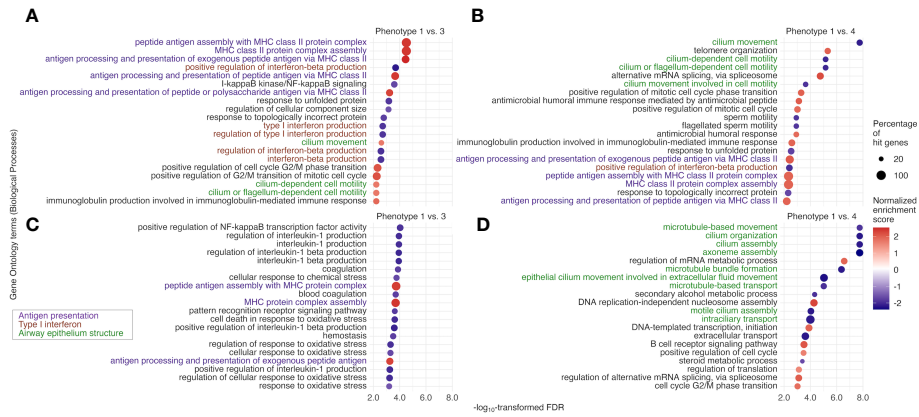 A
Phenotype 1 vs. 3
peptide antigen assembly with MHC class II protein complex
MHC class II protein complex assembly
antigen processing and presentation of exogenous peptide antigen via MHC class II
positive regulation of interferon-beta production
antigen processing and presentation of peptide antigen via MHC class II
I-kappaB kinase/NF-kappaB signaling
antigen processing and presentation of peptide or polysaccharide antigen via MHC class II
response to unfolded protein
regulation of cellular component size
response to topologically incorrect protein
type I interferon production
regulation of type I interferon production
cilium movement
regulation of interferon-beta production
interferon-beta production
positive regulation of cell cycle G2/M phase transition
positive regulation of G2/M transition of mitotic cell cycle
cilium-dependent cell motility
cilium or flagellum-dependent cell motility
immunoglobulin production involved in immunoglobulin-mediated immune response
B
Phenotype 1 vs. 4
cilium movement
telomere organization
cilium-dependent cell motility
cilium or flagellum-dependent cell motility
alternative mRNA splicing, via spliceosome
cilium movement involved in cell motility
positive regulation of mitotic cell cycle phase transition
antimicrobial humoral immune response mediated by antimicrobial peptide
positive regulation of mitotic cell cycle
sperm motility
flagellated sperm motility
antimicrobial humoral response
immunoglobulin production involved in immunoglobulin-mediated immune response
response to unfolded protein
antigen processing and presentation of exogenous peptide antigen via MHC class II
positive regulation of interferon-beta production
peptide antigen assembly with MHC class II protein complex
MHC class II protein complex assembly
response to topologically incorrect protein
antigen processing and presentation of peptide antigen via MHC class II
C
Phenotype 1 vs. 3
positive regulation of NF-kappaB transcription factor activity
regulation of interleukin-1 production
interleukin-1 production
regulation of interleukin-1 beta production
interleukin-1 beta production
coagulation
cellular response to chemical stress
peptide antigen assembly with MHC protein complex
blood coagulation
MHC protein complex assembly
pattern recognition receptor signaling pathway
cell death in response to oxidative stress
positive regulation of interleukin-1 beta production
hemostasis
regulation of response to oxidative stress
cellular response to oxidative stress
antigen processing and presentation of exogenous peptide antigen
positive regulation of interleukin-1 production
regulation of cellular response to oxidative stress
response to oxidative stress
2.0 4.0 6.0 8.0
D
Phenotype 1 vs. 4
microtubule-based movement
cilium organization
cilium assembly
axoneme assembly
regulation of mRNA metabolic process
microtubule bundle formation
epithelial cilium movement involved in extracellular fluid movement
microtubule-based transport
secondary alcohol metabolic process
DNA replication-independent nucleosome assembly
motile cilium assembly
intraciliary transport
DNA-templated transcription, initiation
extracellular transport
B cell receptor signaling pathway
positive regulation of cell cycle
steroid metabolic process
regulation of translation
regulation of alternative mRNA splicing, via spliceosome
cell cycle G2/M phase transition
2.0 4.0 6.0 8.0
-log10-transformed FDR
Gene Ontology terms (Biological Processes)
Antigen presentation
Type I interferon
Airway epithelium structure
Percentage
of
hit genes
20
100
Normalized
enrichment
score
2
1
0
-1
-2